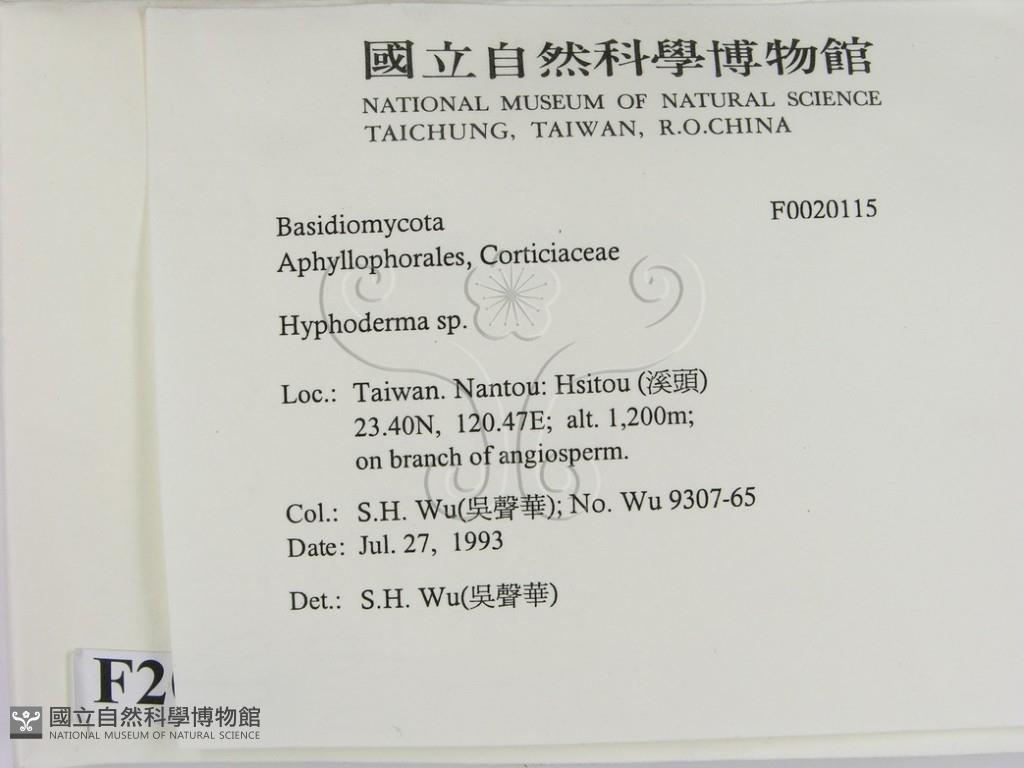 國立自然科學博物館
NATIONAL MUSEUM OF NATURAL SCIENCE
TAICHUNG, TAIWAN, R.O.CHINA
Basidiomycota F0020115
Aphyllophorales, Corticiaceae
Hyphoderma sp.
Loc.: Taiwan. Nantou: Hsitou (溪頭)
23.40N, 120.47E; alt. 1,200m;
on branch of angiosperm.
Col.: S.H. Wu(吳聲華); No. Wu 9307-65
Date: Jul. 27, 1993
Det.: S.H. Wu(吳聲華)
F2
國立自然科學博物館
NATIONAL MUSEUM OF NATURAL SCIENCE